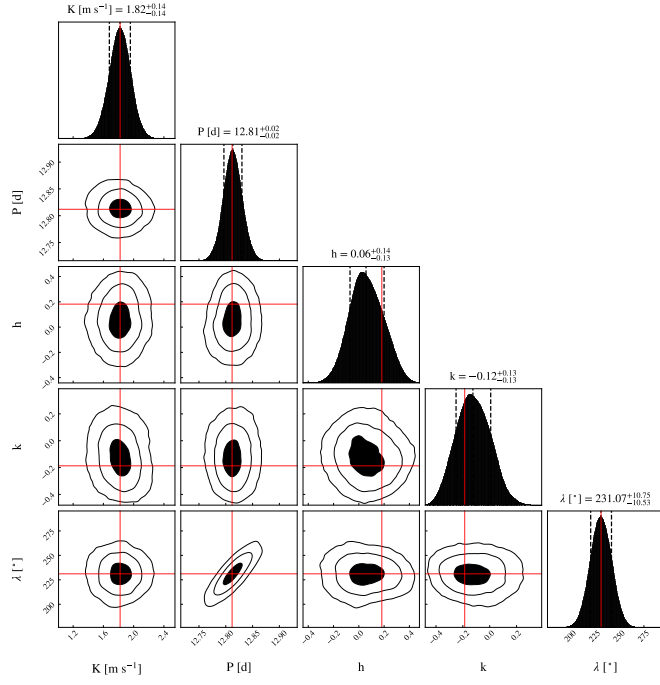 K [m s⁻¹] = 1.82⁺⁰·¹⁴₋₀.₁₄
P [d] = 12.81⁺⁰·⁰²₋₀.₀₂
12.90
12.85
12.80
12.75
P [d]
h = 0.06⁺⁰·¹⁴₋₀.₁₃
0.4
0.2
0.0
−0.2
−0.4
h
k = −0.12⁺⁰·¹³₋₀.₁₃
0.2
0.0
−0.2
−0.4
k
λ [°] = 231.07⁺¹⁰·⁷⁵₋₁₀.₅₃
275
250
225
200
λ [°]
1.2 1.8 2.4 12.75 12.80 12.85 12.90 −0.4 −0.2 0.0 0.2 0.4 −0.4 −0.2 0.0 0.2 200 225 250 275
K [m s⁻¹] P [d] h k λ [°]